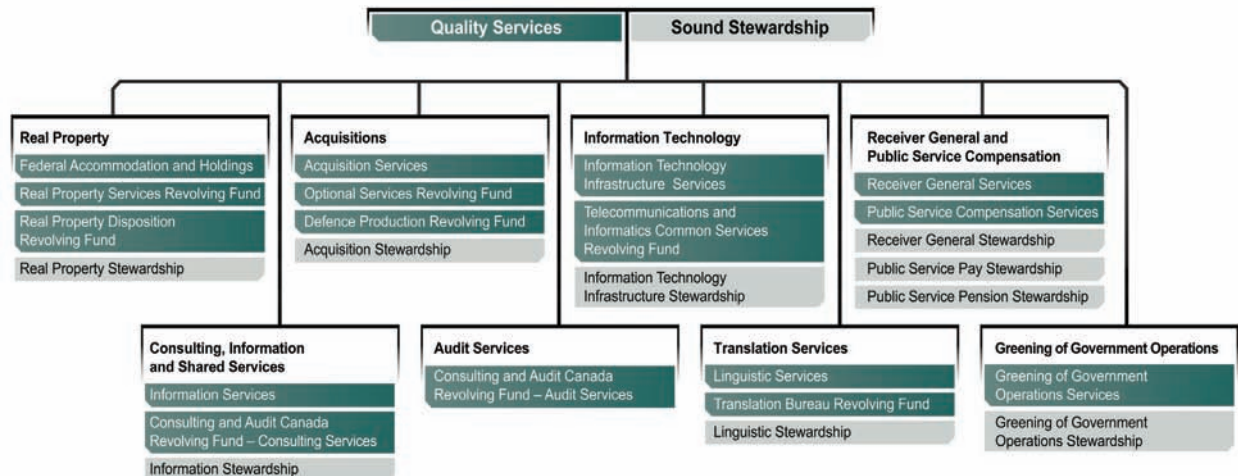 Quality Services
Sound Stewardship
Real Property
Federal Accommodation and Holdings
Real Property Services Revolving Fund
Real Property Disposition
Revolving Fund
Real Property Stewardship
Acquisitions
Acquisition Services
Optional Services Revolving Fund
Defence Production Revolving Fund
Acquisition Stewardship
Information Technology
Information Technology
Infrastructure Services
Telecommunications and
Informatics Common Services
Revolving Fund
Information Technology
Infrastructure Stewardship
Receiver General and
Public Service Compensation
Receiver General Services
Public Service Compensation Services
Receiver General Stewardship
Public Service Pay Stewardship
Public Service Pension Stewardship
Consulting, Information
and Shared Services
Information Services
Consulting and Audit Canada
Revolving Fund – Consulting Services
Information Stewardship
Audit Services
Consulting and Audit Canada
Revolving Fund – Audit Services
Translation Services
Linguistic Services
Translation Bureau Revolving Fund
Linguistic Stewardship
Greening of Government Operations
Greening of Government
Operations Services
Greening of Government
Operations Stewardship